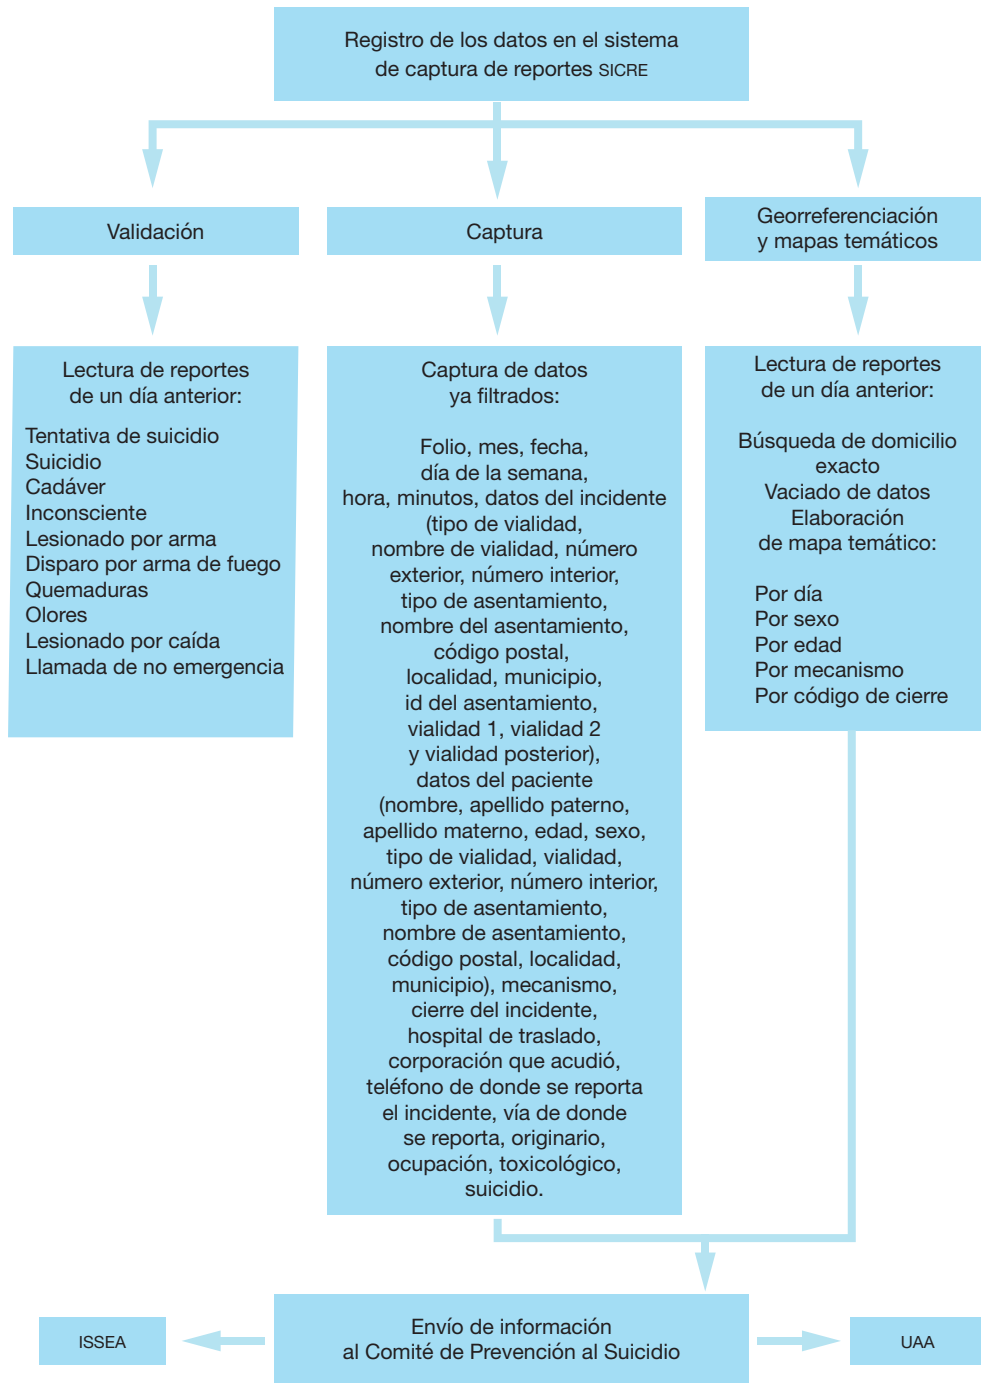 Registro de los datos en el sistema
de captura de reportes SICRE
Validación
Captura
Georreferenciación
y mapas temáticos
Lectura de reportes
de un día anterior:
Tentativa de suicidio
Suicidio
Cadáver
Inconsciente
Lesionado por arma
Disparo por arma de fuego
Quemaduras
Olores
Lesionado por caída
Llamada de no emergencia
Captura de datos
ya filtrados:
Folio, mes, fecha,
día de la semana,
hora, minutos, datos del incidente
(tipo de vialidad,
nombre de vialidad, número
exterior, número interior,
tipo de asentamiento,
nombre del asentamiento,
código postal,
localidad, municipio,
id del asentamiento,
vialidad 1, vialidad 2
y vialidad posterior),
datos del paciente
(nombre, apellido paterno,
apellido materno, edad, sexo,
tipo de vialidad, vialidad,
número exterior, número interior,
tipo de asentamiento,
nombre de asentamiento,
código postal, localidad,
municipio), mecanismo,
cierre del incidente,
hospital de traslado,
corporación que acudió,
teléfono de donde se reporta
el incidente, vía de donde
se reporta, originario,
ocupación, toxicológico,
suicidio.
Lectura de reportes
de un día anterior:
Búsqueda de domicilio
exacto
Vaciado de datos
Elaboración
de mapa temático:
Por día
Por sexo
Por edad
Por mecanismo
Por código de cierre
Envío de información
al Comité de Prevención al Suicidio
ISSEA
UAA